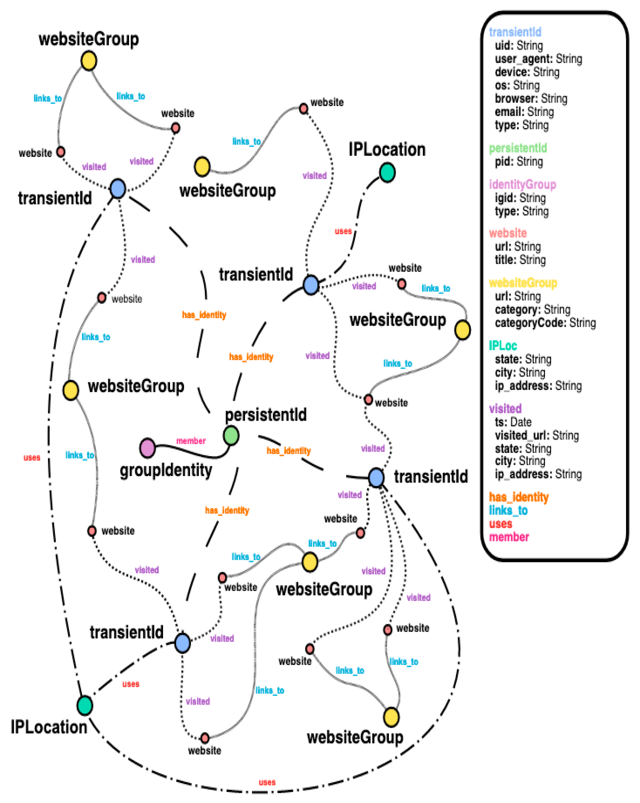 websiteGroup
links_to
links_to
website
website
visited
visited
transientId
visited
website
links_to
websiteGroup
links_to
website
visited
website
links_to
websiteGroup
visited
IPLocation
uses
transientId
visited
website
links_to
websiteGroup
visited
links_to
website
visited
has_identity
has_identity
persistentId
member
groupIdentity
has_identity
has_identity
transientId
visited
website
links_to
links_to
websiteGroup
website
visited
transientId
visited
links_to
website
uses
uses
IPLocation
visited
visited
website
website
links_to
links_to
websiteGroup
uses
transientId
uid: String
user_agent: String
device: String
os: String
browser: String
email: String
type: String
persistentId
pid: String
identityGroup
igid: String
type: String
website
url: String
title: String
websiteGroup
url: String
category: String
categoryCode: String
IPLoc
state: String
city: String
ip_address: String
visited
ts: Date
visited_url: String
state: String
city: String
ip_address: String
has_identity
links_to
uses
member